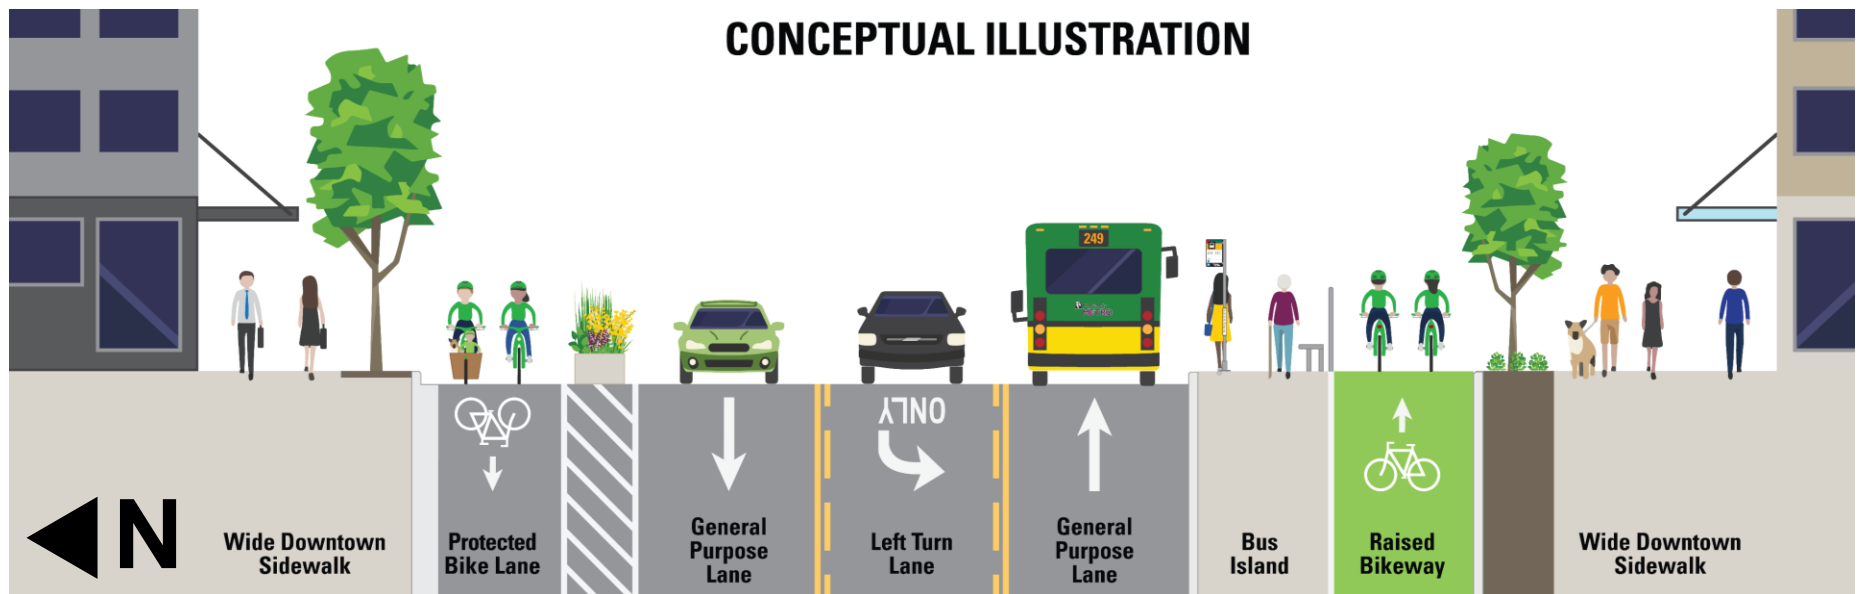 CONCEPTUAL ILLUSTRATION
249
METRO
ONLY
N
Wide Downtown
Sidewalk
Protected
Bike Lane
General
Purpose
Lane
Left Turn
Lane
General
Purpose
Lane
Bus
Island
Raised
Bikeway
Wide Downtown
Sidewalk